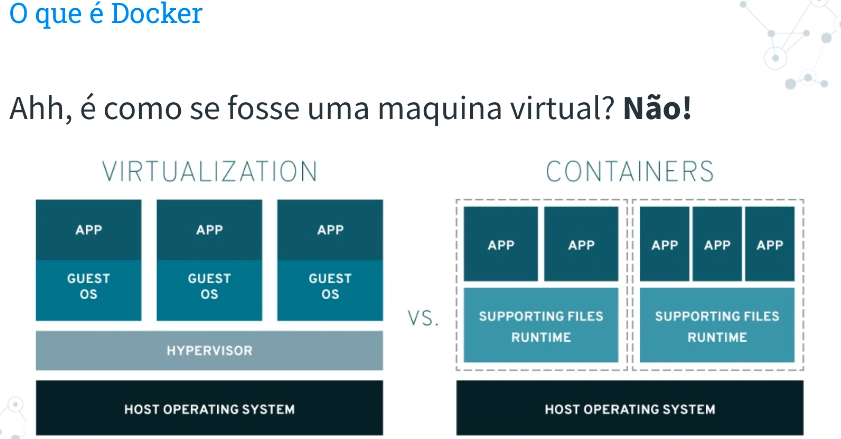 O que é Docker
Ahh, é como se fosse uma maquina virtual? Não!
VIRTUALIZATION
APP
GUEST
OS
APP
GUEST
OS
APP
GUEST
OS
HYPERVISOR
HOST OPERATING SYSTEM
VS.
CONTAINERS
APP
APP
SUPPORTING FILES
RUNTIME
APP
APP
APP
SUPPORTING FILES
RUNTIME
HOST OPERATING SYSTEM